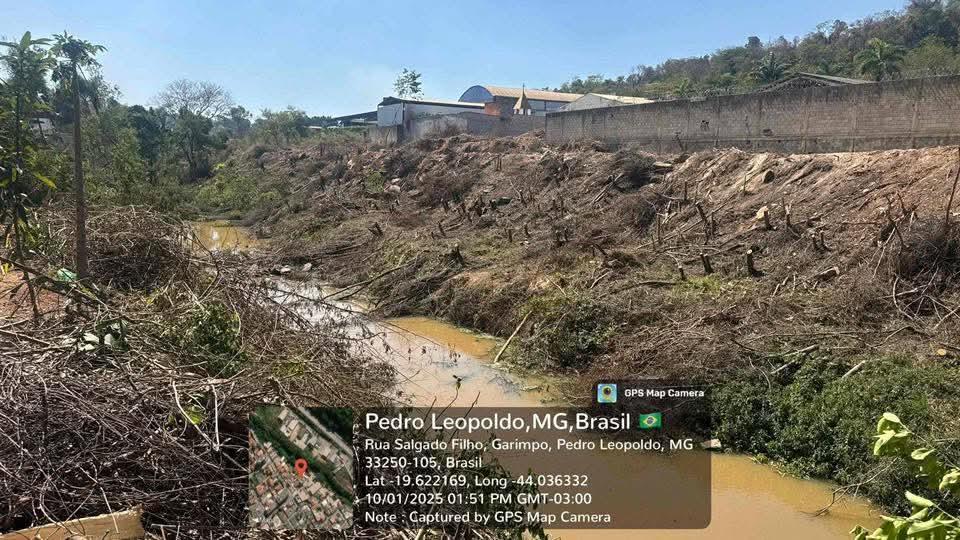 GPS Map Camera
Pedro Leopoldo,MG,Brasil
Rua Salgado Filho, Garimpo, Pedro Leopoldo, MG
33250-105, Brasil
Lat -19.622169, Long -44.036332
10/01/2025 01:51 PM GMT-03:00
Note : Captured by GPS Map Camera